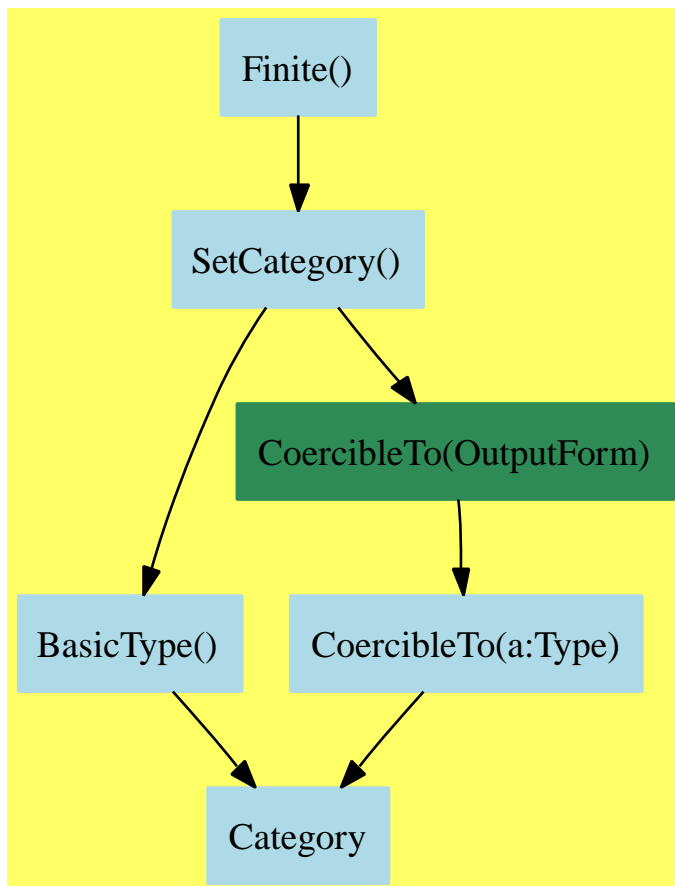 Finite()
SetCategory()
CoercibleTo(OutputForm)
BasicType()
CoercibleTo(a:Type)
Category